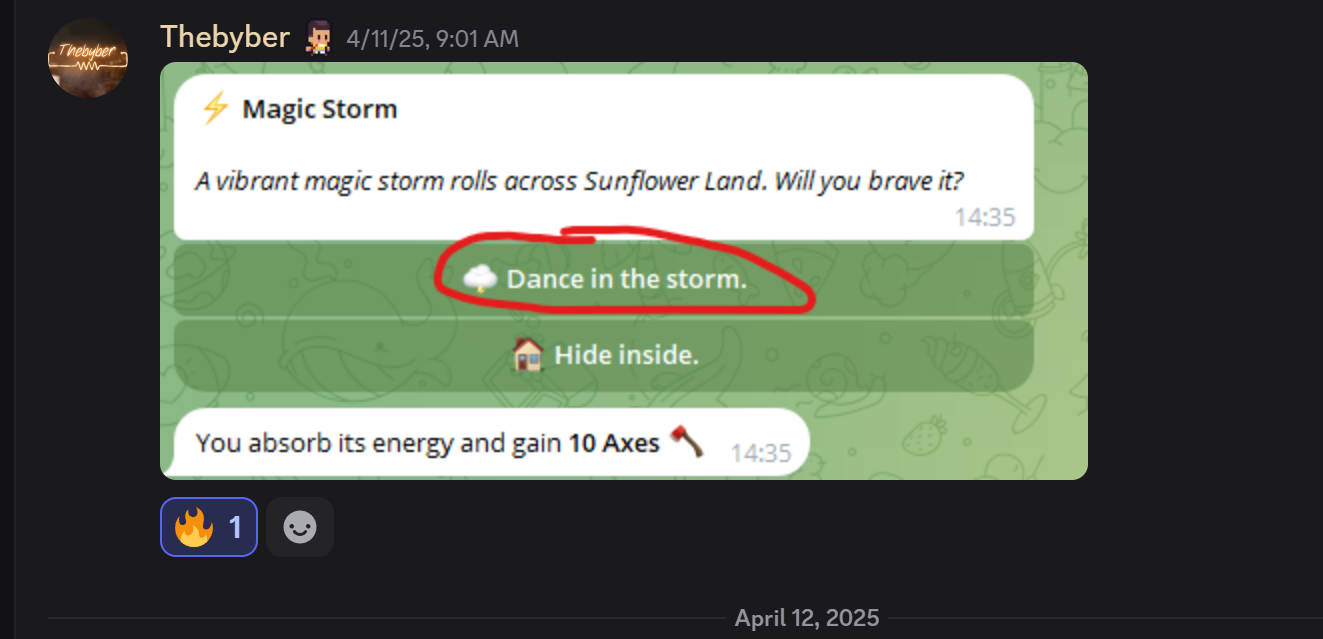 Thebyber 4/11/25, 9:01 AM
Thebyber
⚡ Magic Storm
A vibrant magic storm rolls across Sunflower Land. Will you brave it?
14:35
🌩️ Dance in the storm.
🏠 Hide inside.
You absorb its energy and gain 10 Axes 🪓 14:35
🔥 1
April 12, 2025